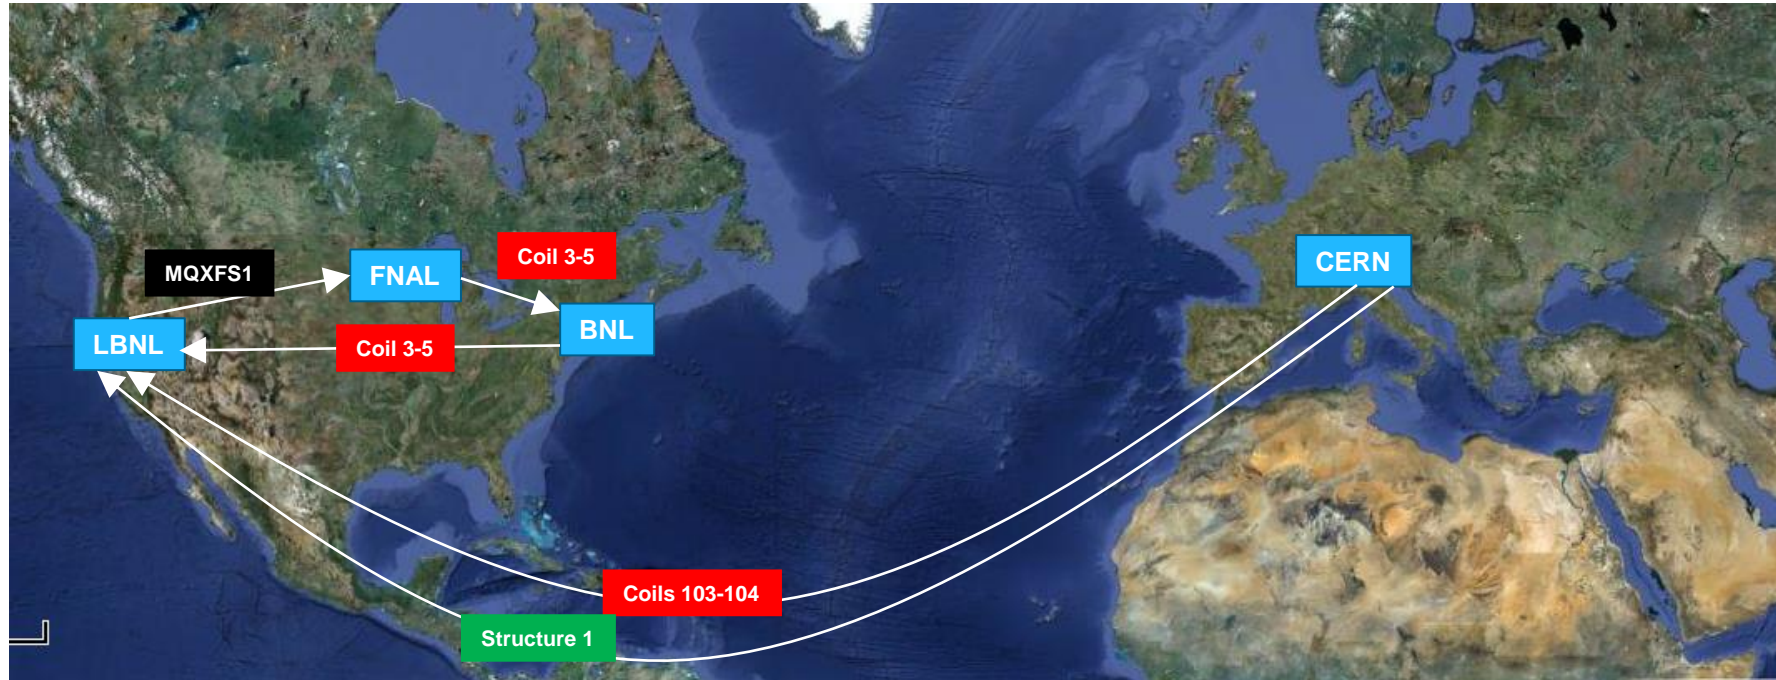 Coil 3-5
CERN
MQXFS1
FNAL
BNL
LBNL
Coil 3-5
Coils 103-104
Structure 1